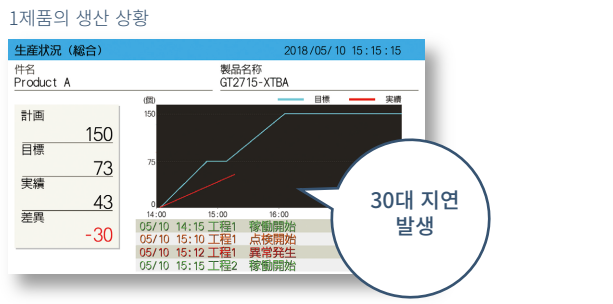 1제품의 생산 상황
生産状況（総合）
2018/05/10 15:15:15
件名
Product A
製品名称
GT2715-XTBA
計画
150
目標
73
実績
43
差異
-30
(個)
目標
実績
150
75
0
14:00 15:00 16:00
05/10 14:15 工程1 稼働開始
05/10 15:10 工程1 点検開始
05/10 15:12 工程1 異常発生
05/10 15:15 工程2 稼働開始
30대 지연
발생